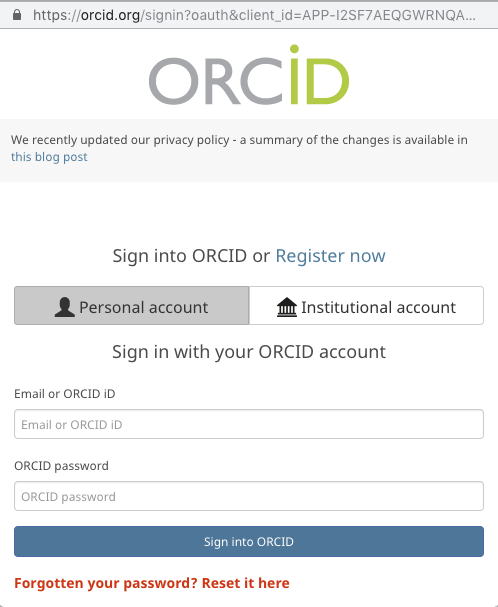 https://orcid.org/signin?oauth&client_id=APP-I2SF7AEQGWRNQA...
ORCID
We recently updated our privacy policy - a summary of the changes is available in
this blog post
Sign into ORCID or Register now
Personal account
Institutional account
Sign in with your ORCID account
Email or ORCID iD
Email or ORCID iD
ORCID password
ORCID password
Sign into ORCID
Forgotten your password? Reset it here